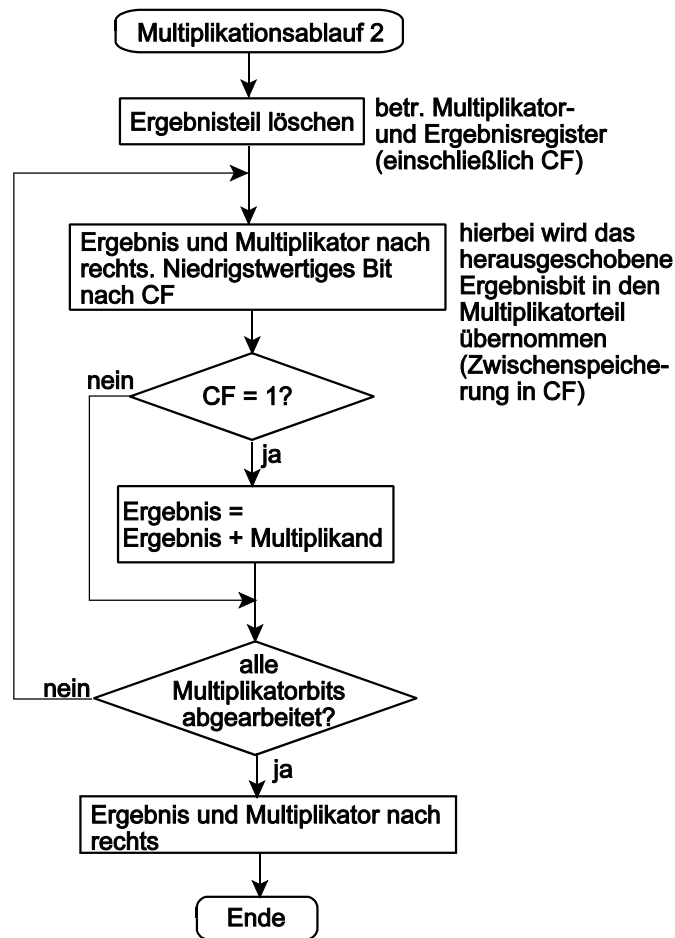 Multiplikationsablauf 2
Ergebnisteil löschen
betr. Multiplikator-
und Ergebnisregister
(einschließlich CF)
Ergebnis und Multiplikator nach
rechts. Niedrigstwertiges Bit
nach CF
hierbei wird das
herausgeschobene
Ergebnisbit in den
Multiplikatorteil
übernommen
(Zwischenspeiche-
rung in CF)
nein
CF = 1?
ja
Ergebnis =
Ergebnis + Multiplikand
nein
alle
Multiplikatorbits
abgearbeitet?
ja
Ergebnis und Multiplikator nach
rechts
Ende